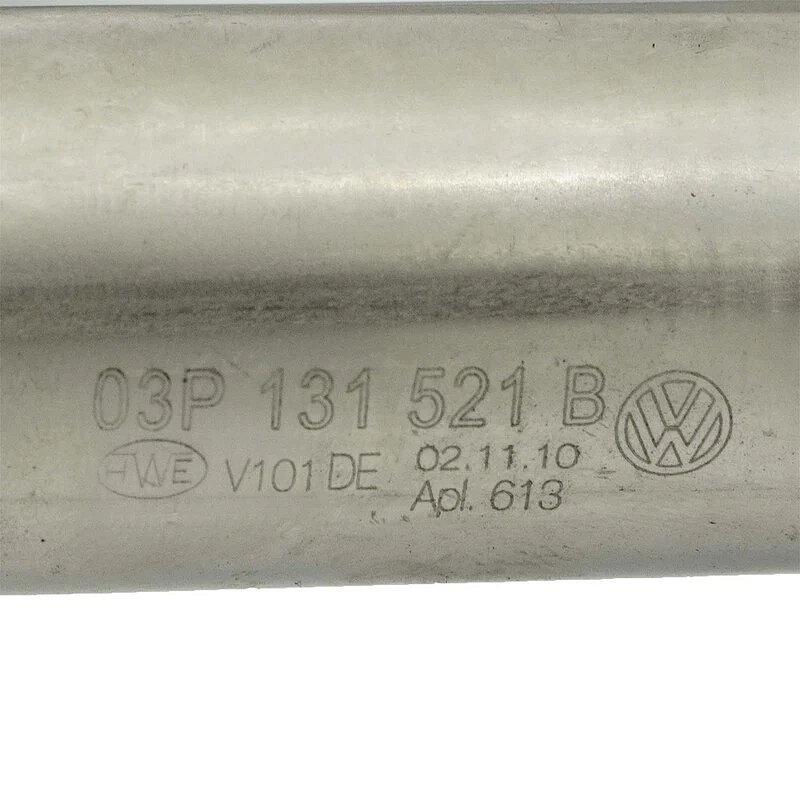 03P 131 521 B
HWE V101 DE 02.11.10
Apl. 613